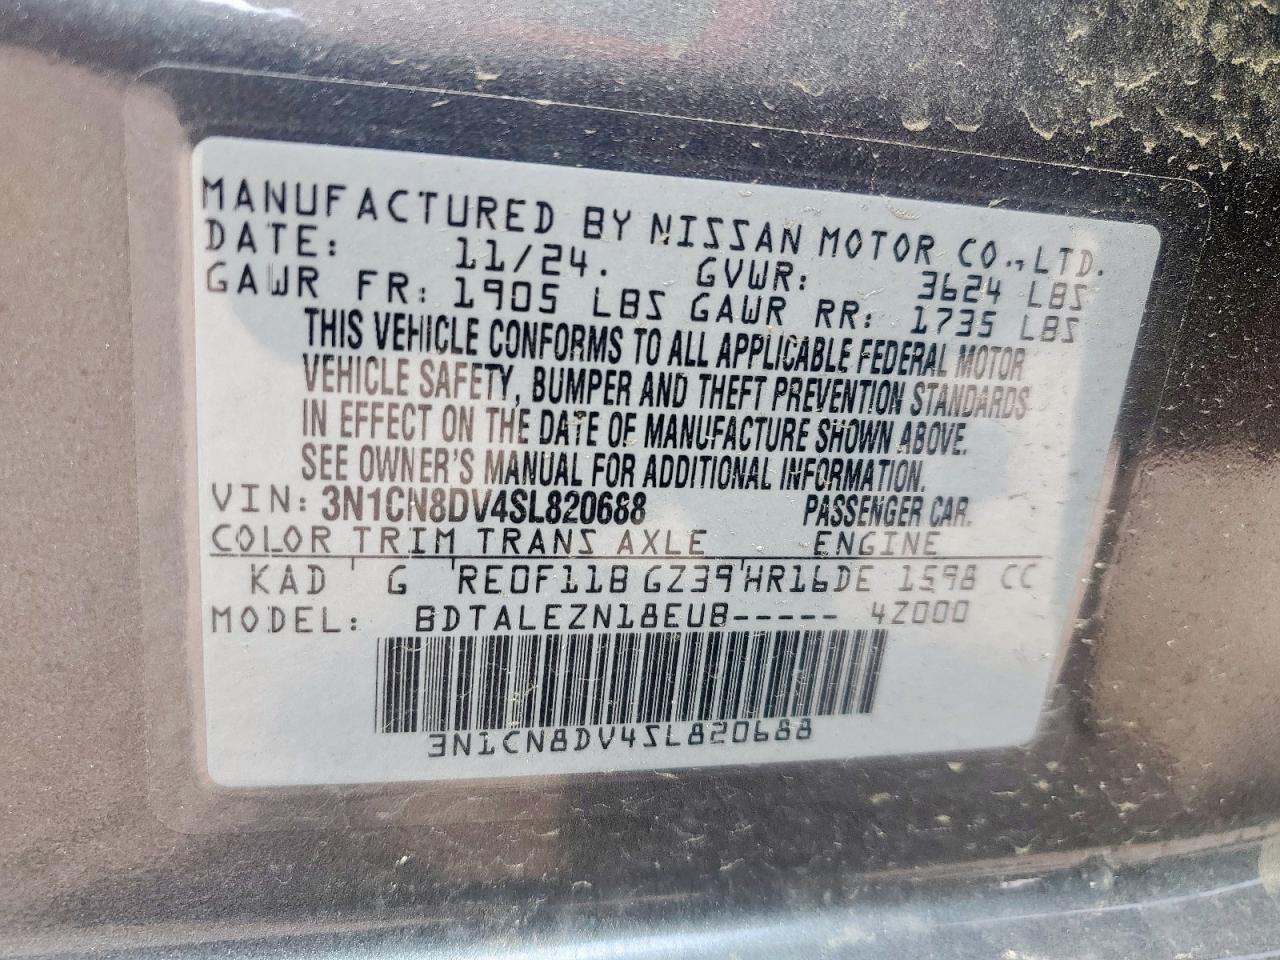 MANUFACTURED BY NISSAN MOTOR CO., LTD.
DATE: 11/24. GVWR: 3624 LBS
GAWR FR: 1905 LBS GAWR RR: 1735 LBS
THIS VEHICLE CONFORMS TO ALL APPLICABLE FEDERAL MOTOR
VEHICLE SAFETY, BUMPER AND THEFT PREVENTION STANDARDS
IN EFFECT ON THE DATE OF MANUFACTURE SHOWN ABOVE.
SEE OWNER'S MANUAL FOR ADDITIONAL INFORMATION.
VIN: 3N1CN8DV4SL820688 PASSENGER CAR.
COLOR TRIM TRANS AXLE ENGINE
KAD G RE0F11B GZ39 HR16DE 1598 CC
MODEL: BDTALEZN18EUB----- 4Z000
3N1CN8DV4SL820688